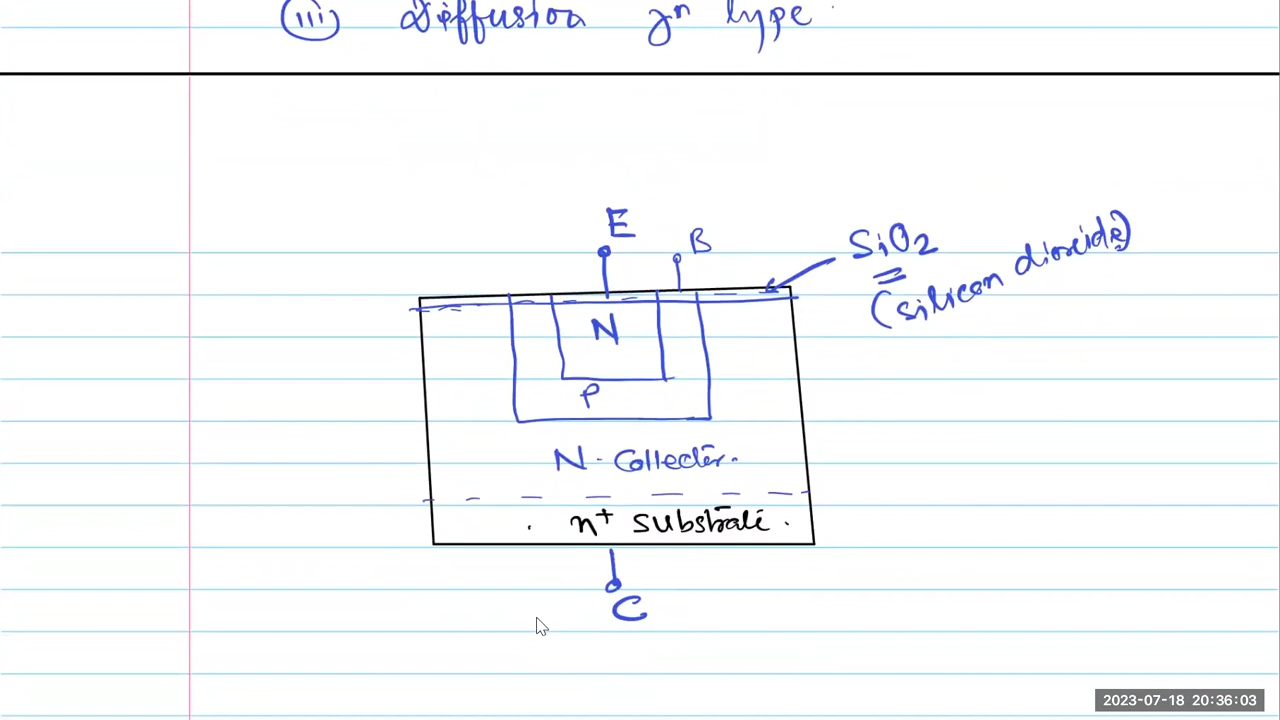 (iii) Diffusion Jn type
E
B
SiO2
(silicon dioxide)
N
P
N- Collector.
n+ substrate.
C
2023-07-18 20:36:03